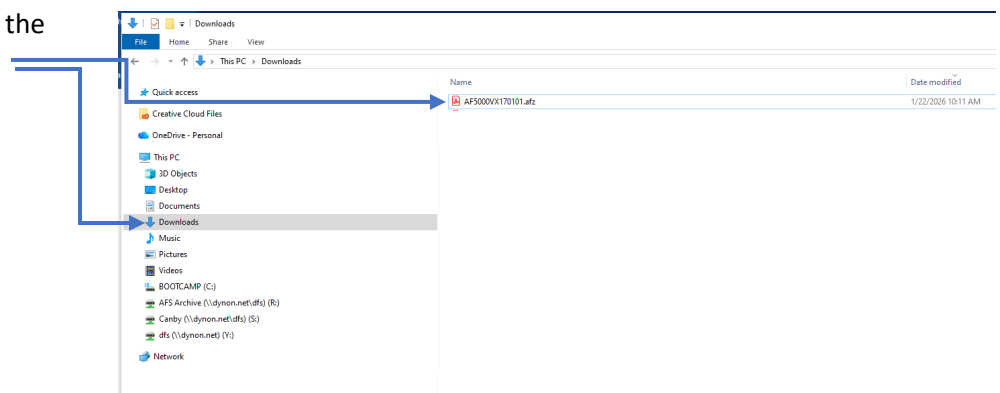 the
Downloads
File Home Share View
This PC > Downloads
Name Date modified
Quick access
AF5000VX170101.afz 1/22/2026 10:11 AM
Creative Cloud Files
OneDrive - Personal
This PC
3D Objects
Desktop
Documents
Downloads
Music
Pictures
Videos
BOOTCAMP (C:)
AFS Archive (\\dynon.net\dfs) (R:)
Canby (\\dynon.net\dfs) (S:)
dfs (\\dynon.net) (Y:)
Network